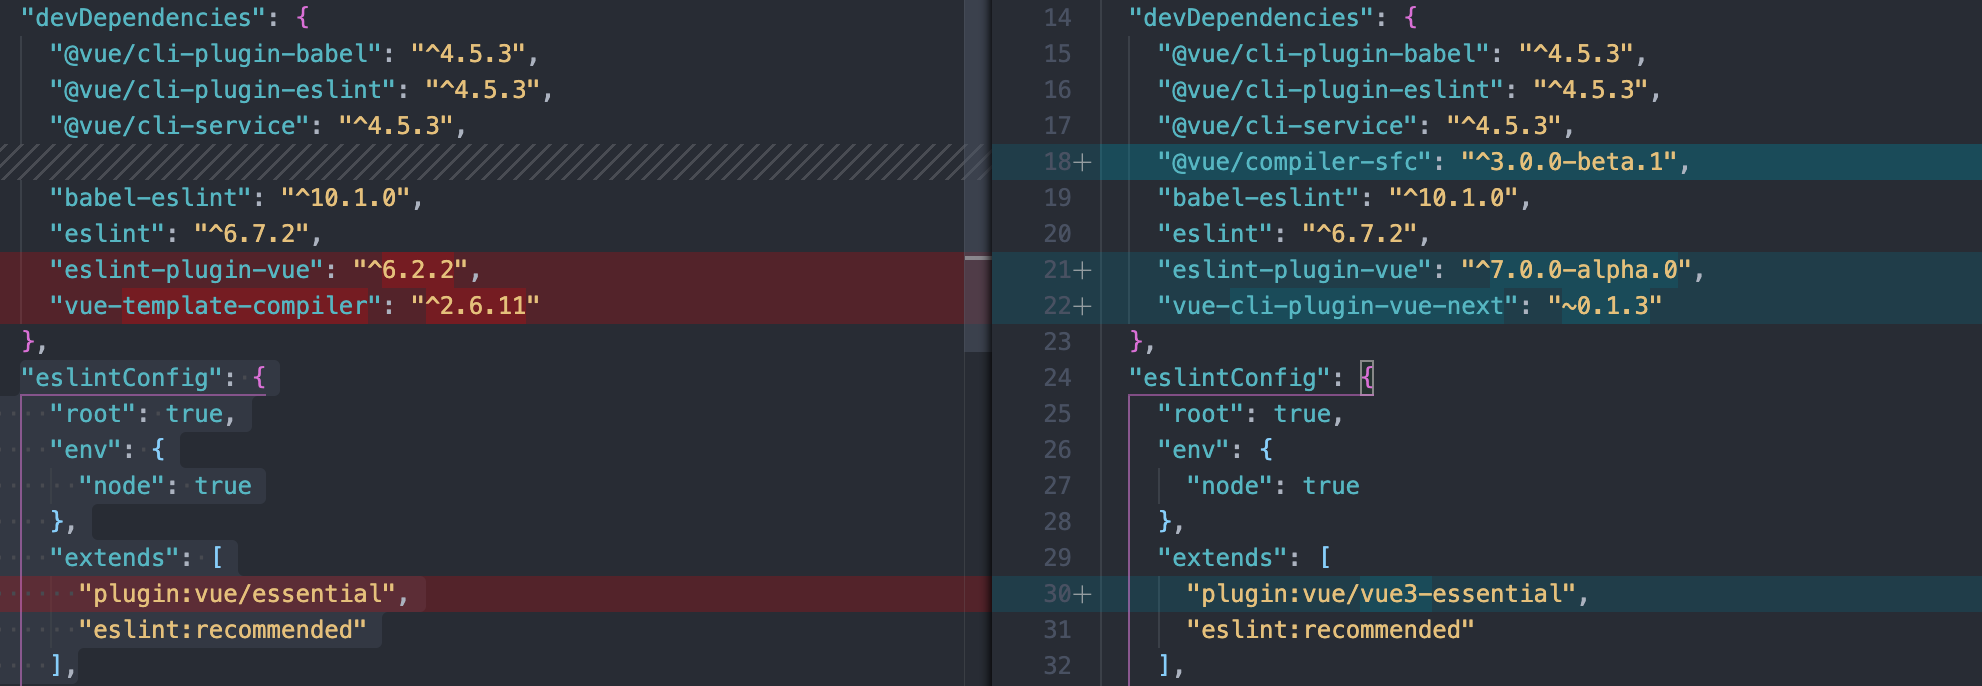 "devDependencies": {
"@vue/cli-plugin-babel": "^4.5.3",
"@vue/cli-plugin-eslint": "^4.5.3",
"@vue/cli-service": "^4.5.3",
"babel-eslint": "^10.1.0",
"eslint": "^6.7.2",
"eslint-plugin-vue": "^6.2.2",
"vue-template-compiler": "^2.6.11"
},
"eslintConfig": {
"root": true,
"env": {
"node": true
},
"extends": [
"plugin:vue/essential",
"eslint:recommended"
],
14 "devDependencies": {
15 "@vue/cli-plugin-babel": "^4.5.3",
16 "@vue/cli-plugin-eslint": "^4.5.3",
17 "@vue/cli-service": "^4.5.3",
18+ "@vue/compiler-sfc": "^3.0.0-beta.1",
19 "babel-eslint": "^10.1.0",
20 "eslint": "^6.7.2",
21+ "eslint-plugin-vue": "^7.0.0-alpha.0",
22+ "vue-cli-plugin-vue-next": "~0.1.3"
23 },
24 "eslintConfig": {
25 "root": true,
26 "env": {
27 "node": true
28 },
29 "extends": [
30+ "plugin:vue/vue3-essential",
31 "eslint:recommended"
32 ],